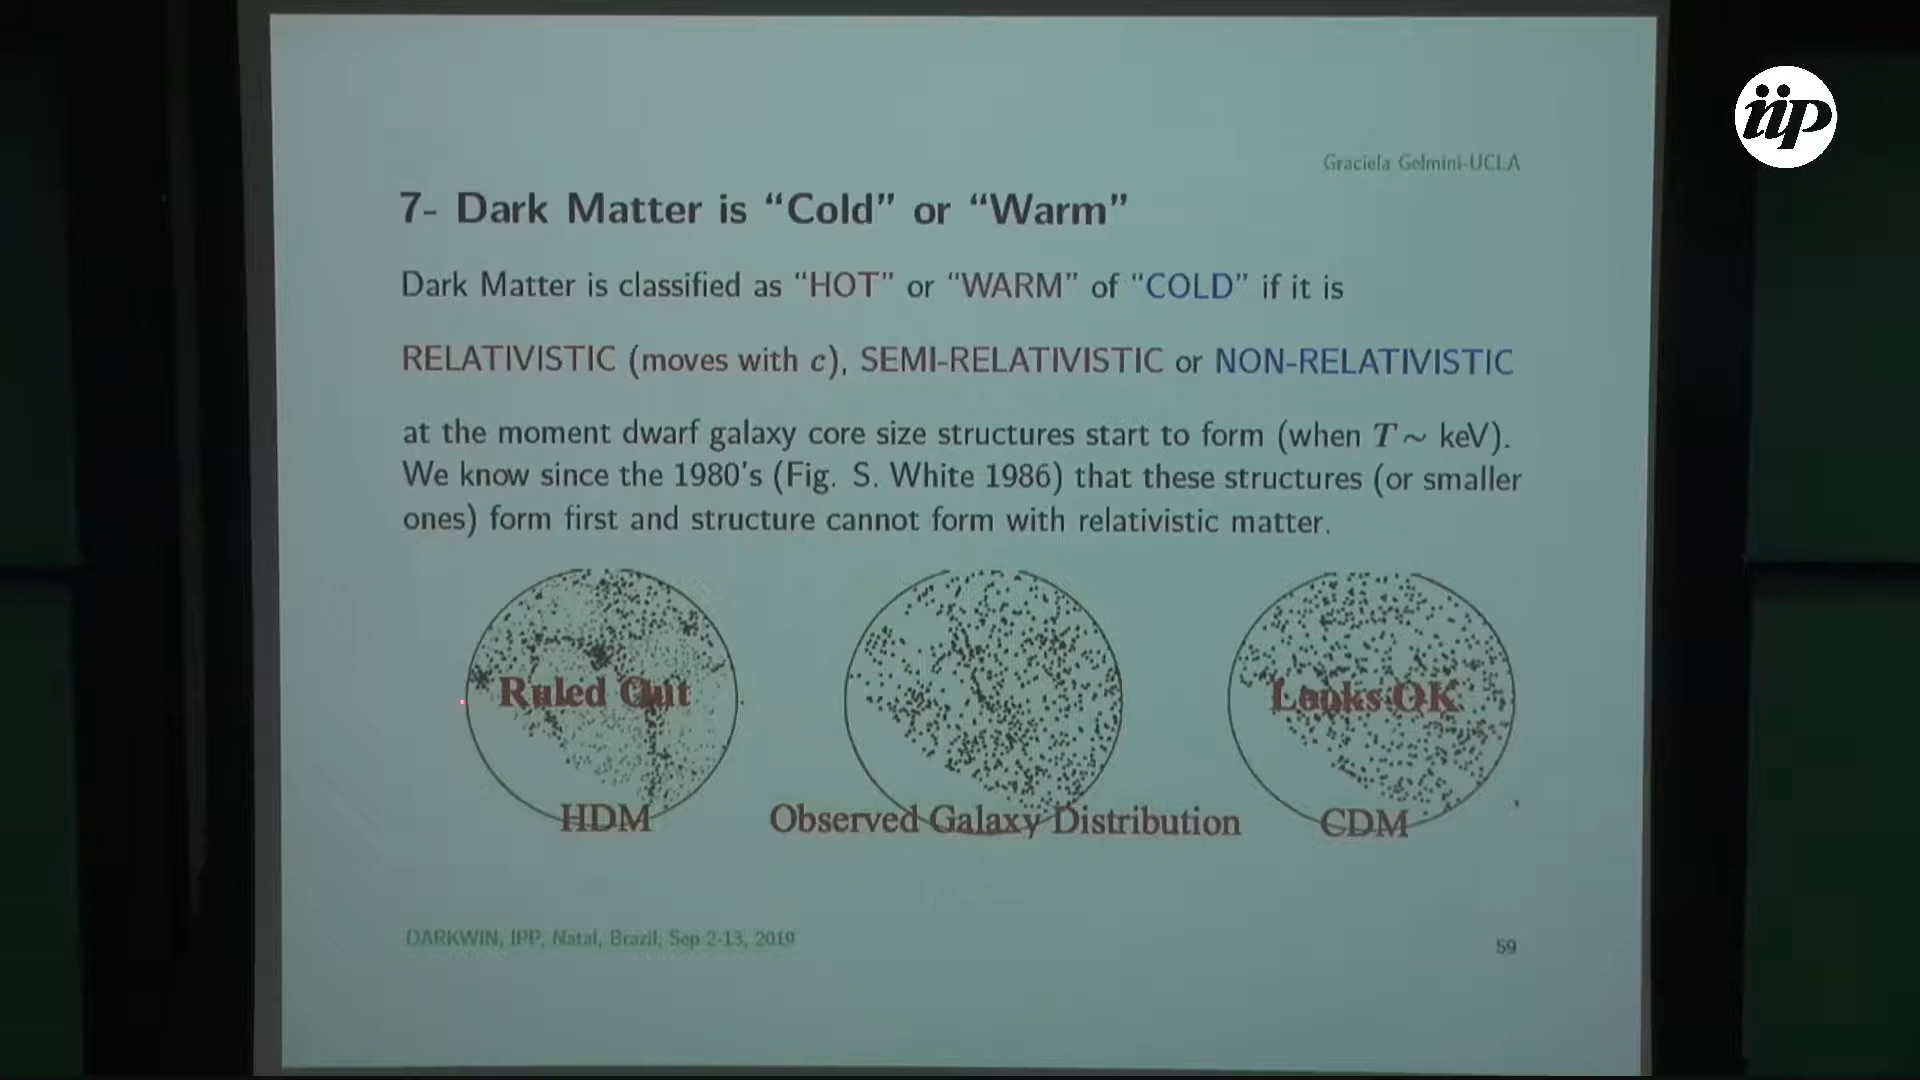 iip
Graciela Gelmini-UCLA
7- Dark Matter is “Cold” or “Warm”
Dark Matter is classified as “HOT” or “WARM” of “COLD” if it is
RELATIVISTIC (moves with c), SEMI-RELATIVISTIC or NON-RELATIVISTIC
at the moment dwarf galaxy core size structures start to form (when T ~ keV).
We know since the 1980's (Fig. S. White 1986) that these structures (or smaller
ones) form first and structure cannot form with relativistic matter.
Ruled Out
Looks OK
HDM
Observed Galaxy Distribution
CDM
DARKWIN, IPP, Natal, Brazil, Sep 2-13, 2019
59